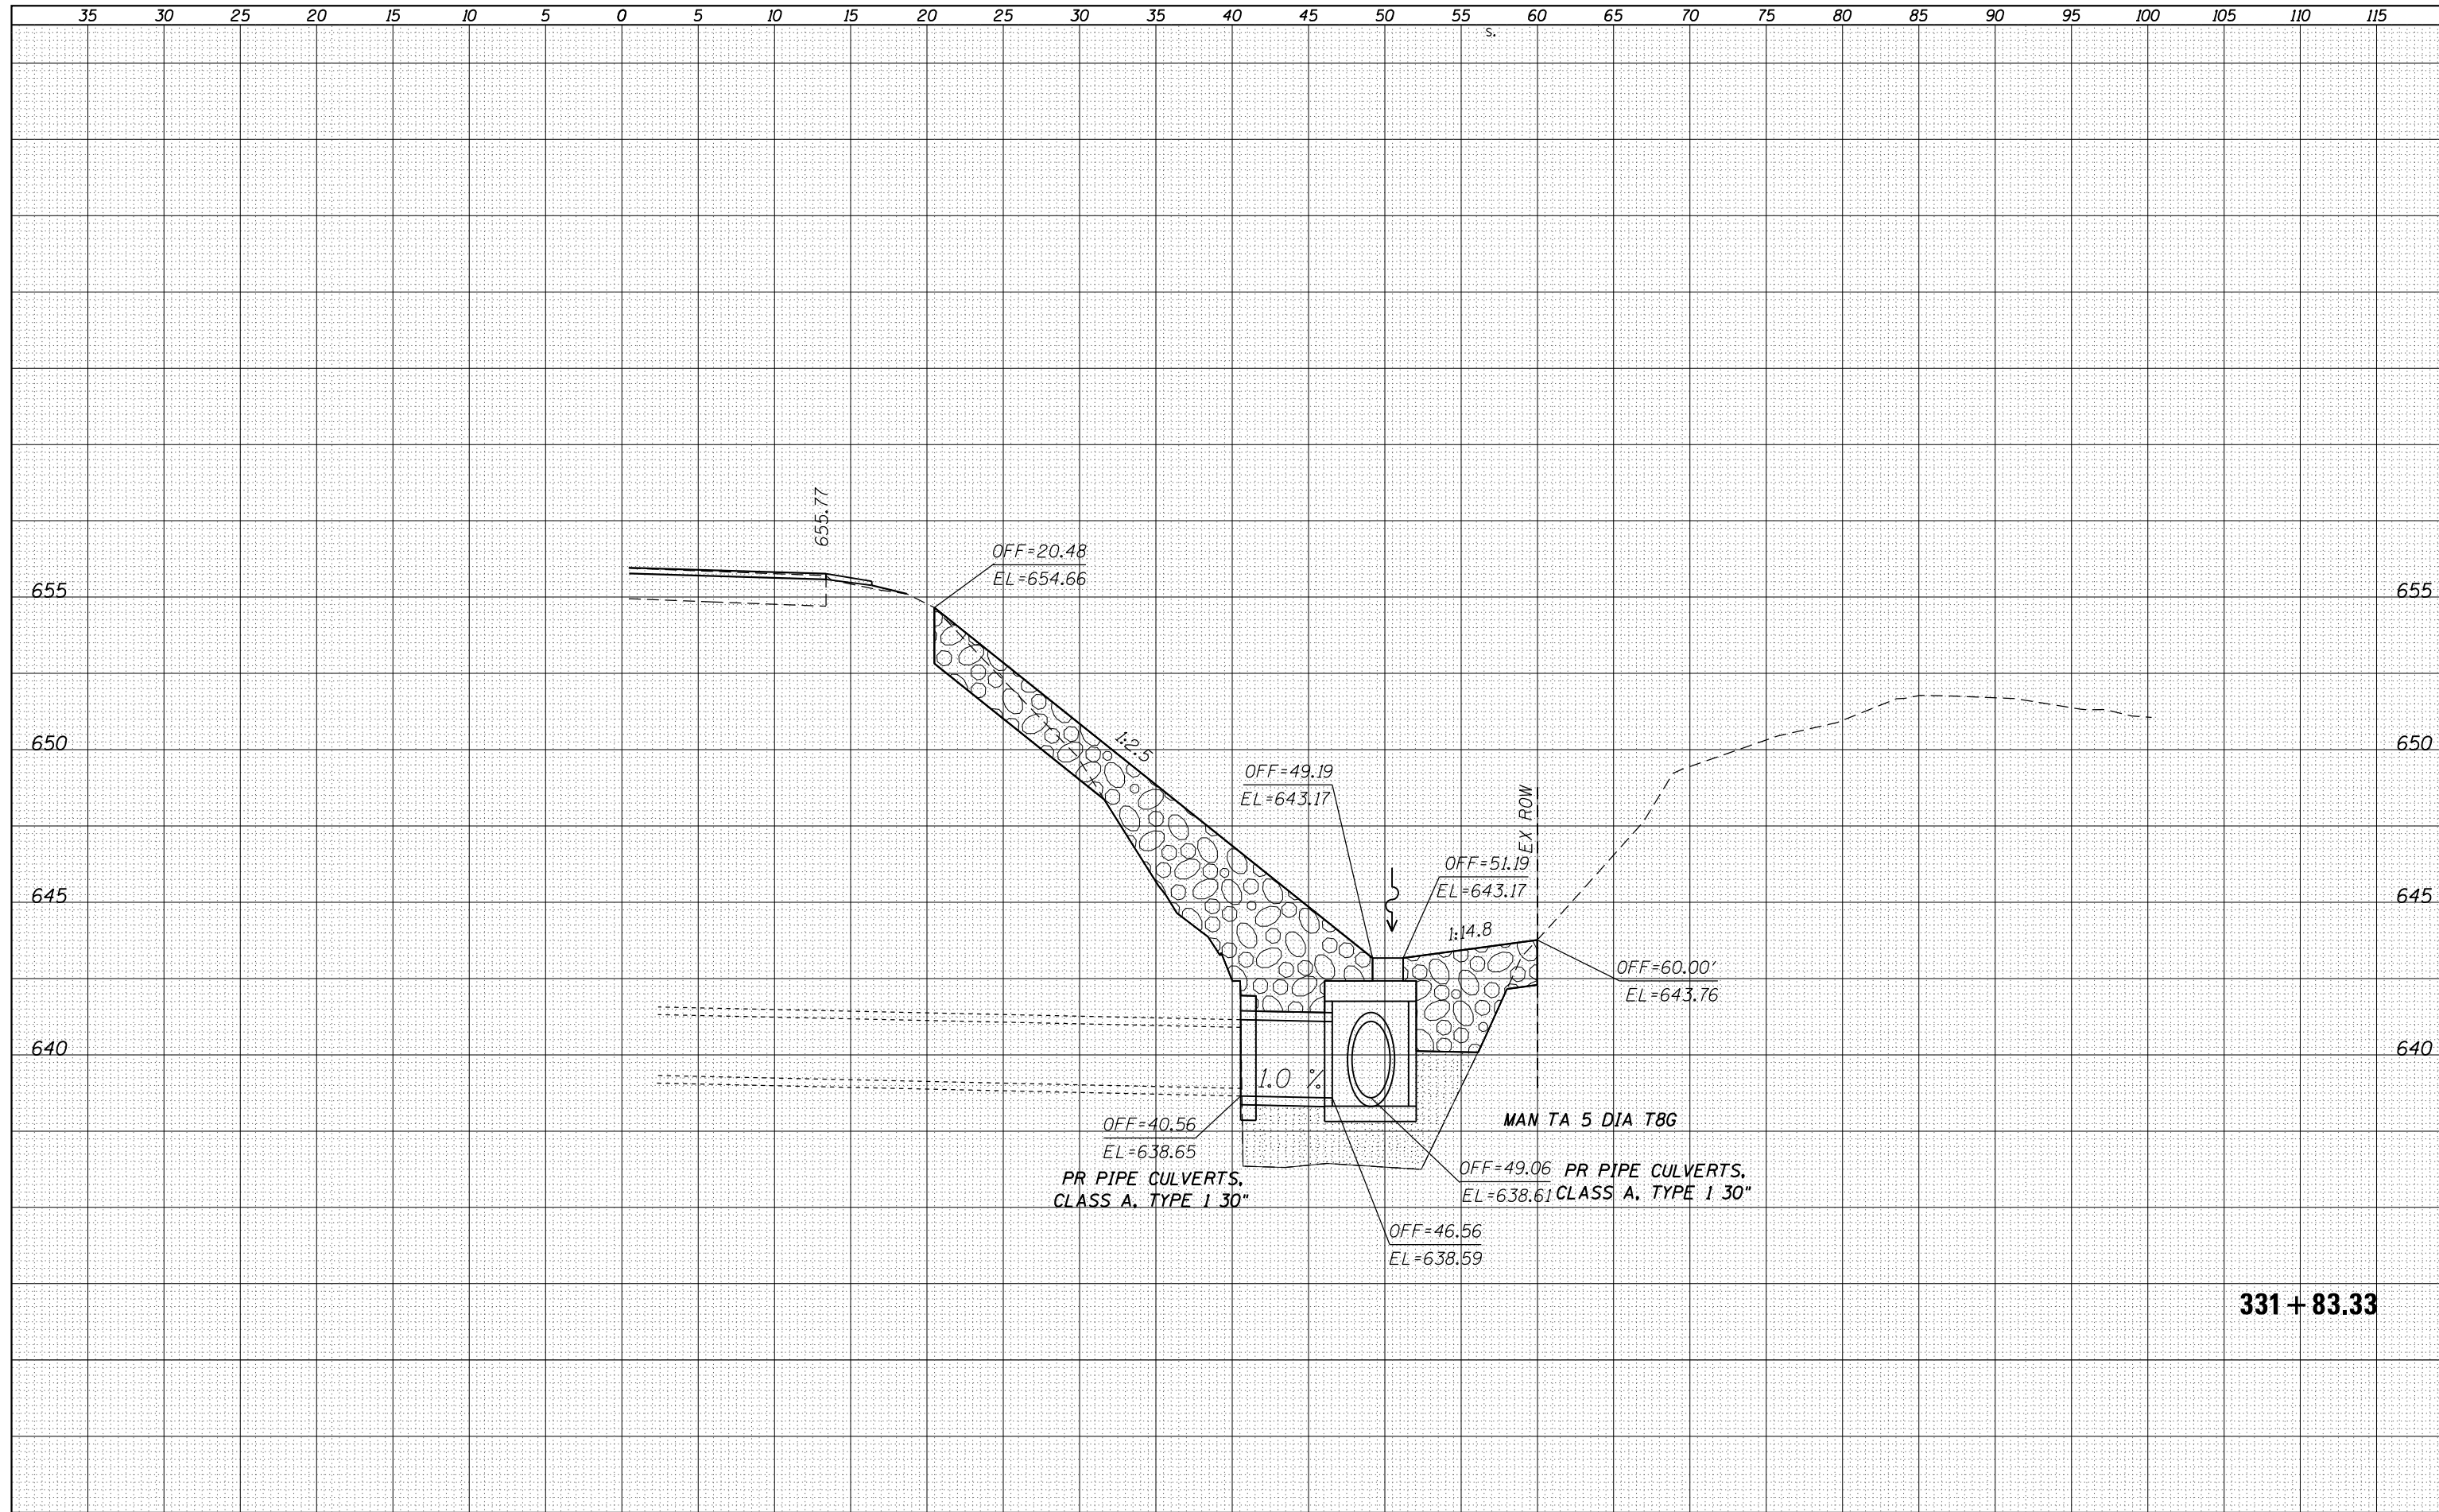 35 30 25 20 15 10 5 0 5 10 15 20 25 30 35 40 45 50 55 60 65 70 75 80 85 90 95 100 105 110 115
S.
655.77
OFF=20.48
EL=654.66
655 655
650 650
1:2.5
OFF=49.19
EL=643.17
EX ROW
OFF=51.19
EL=643.17
645 645
1:14.8
OFF=60.00'
EL=643.76
640 640
1.0 %
OFF=40.56
EL=638.65
MAN TA 5 DIA T8G
PR PIPE CULVERTS,
CLASS A, TYPE 1 30"
OFF=49.06
EL=638.61
PR PIPE CULVERTS,
CLASS A, TYPE 1 30"
OFF=46.56
EL=638.59
331 + 83.33